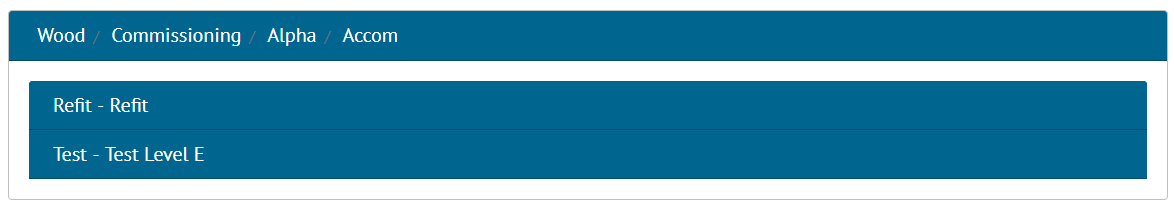 Wood / Commissioning / Alpha / Accom
Refit - Refit
Test - Test Level E